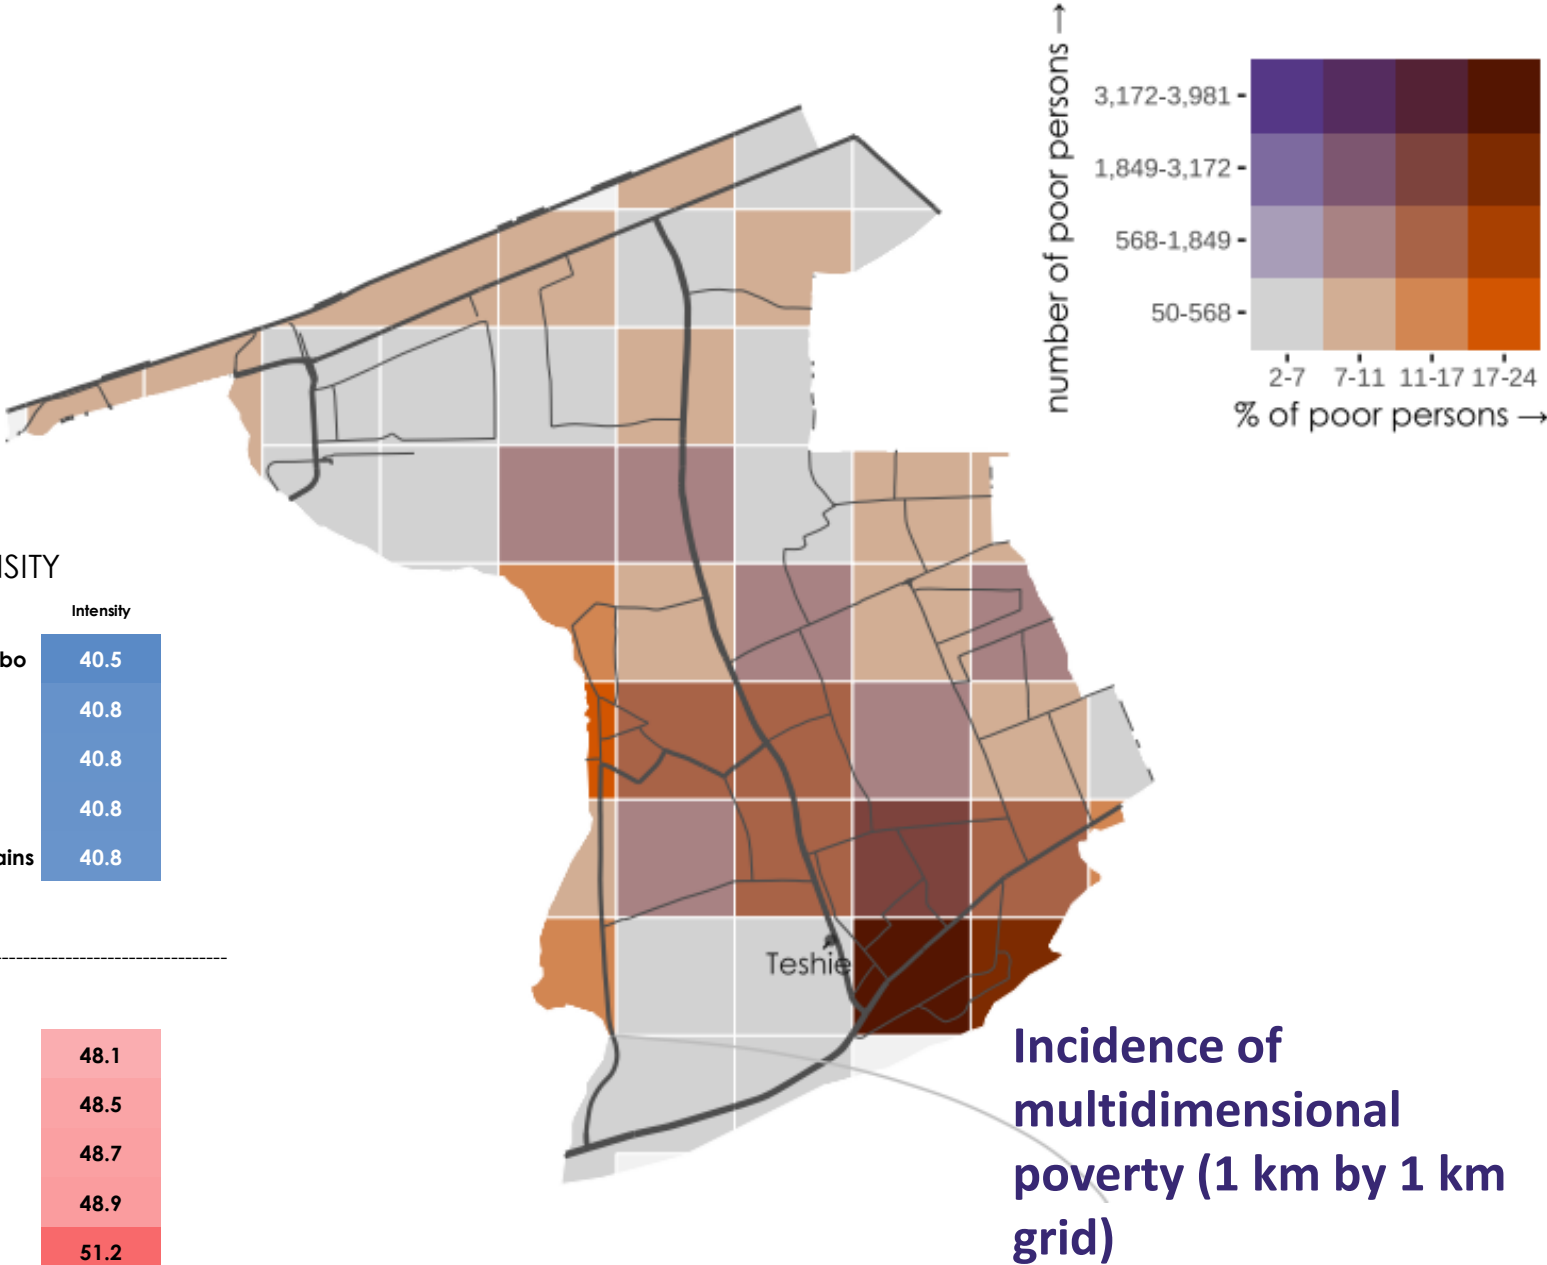 number of poor persons →
3,172-3,981
1,849-3,172
568-1,849
50-568
2-7 7-11 11-17 17-24
% of poor persons →
NSITY
Intensity
bo 40.5
40.8
40.8
40.8
ains 40.8
48.1
48.5
48.7
48.9
51.2
Teshie
Incidence of
multidimensional
poverty (1 km by 1 km
grid)